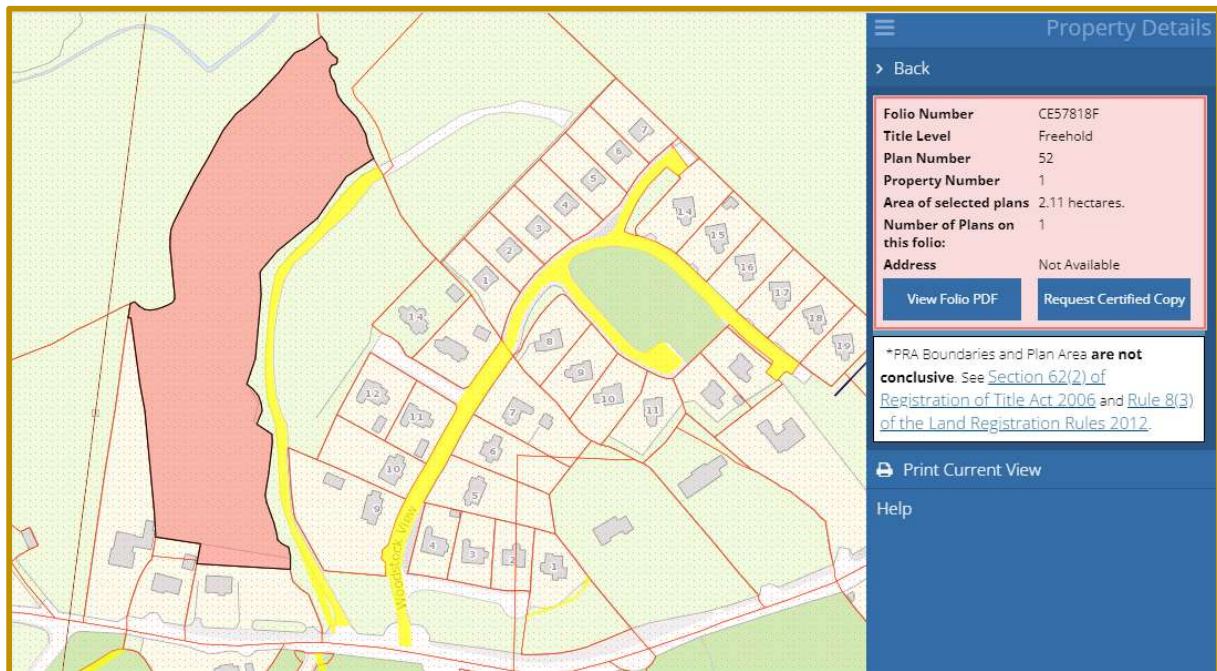 Property Details
> Back
Folio Number CE57818F
Title Level Freehold
Plan Number 52
Property Number 1
Area of selected plans 2.11 hectares.
Number of Plans on 1
this folio:
Address Not Available
View Folio PDF Request Certified Copy
*PRA Boundaries and Plan Area are not
conclusive. See Section 62(2) of
Registration of Title Act 2006 and Rule 8(3)
of the Land Registration Rules 2012.
Print Current View
Help
7
6
5
4
3
2
1
14
14
15
16
17
18
19
8
9
10
11
12
11
10
9
7
6
5
4
3
2
1
Woodstock View